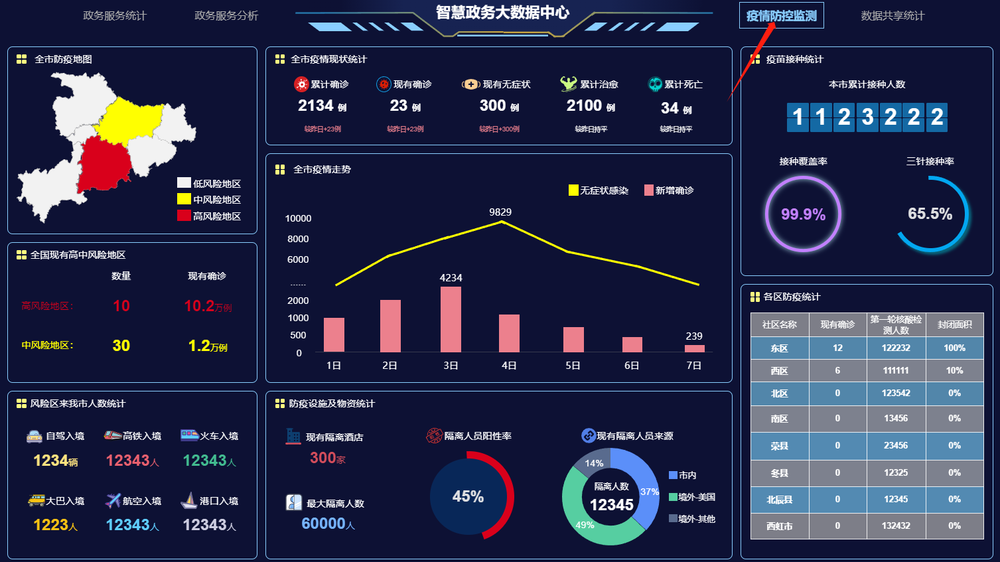 政务服务统计
政务服务分析
智慧政务大数据中心
疫情防控监测
数据共享统计
全市防疫地图
低风险地区
中风险地区
高风险地区
全国现有高中风险地区
数量 现有确诊
高风险地区： 10 10.2万例
中风险地区： 30 1.2万例
风险区来我市人数统计
自驾入境 高铁入境 火车入境
1234辆 12343人 12343人
大巴入境 航空入境 港口入境
1223人 12343人 12343人
全市疫情现状统计
累计确诊 现有确诊 现有无症状 累计治愈 累计死亡
2134 例 23 例 300 例 2100 例 34 例
较昨日+23例 较昨日+23例 较昨日+300例 较昨日持平 较昨日持平
全市疫情走势
无症状感染 新增确诊
9829
10000
8000
6000
......
4234
2000
1000
500
239
0
1日 2日 3日 4日 5日 6日 7日
防疫设施及物资统计
现有隔离酒店
300家
最大隔离人数
60000人
隔离人员阳性率
45%
现有隔离人员来源
14%
37%
49%
隔离人数
12345
市内
境外-美国
境外-其他
疫苗接种统计
本市累计接种人数
1 1 2 3 2 2 2
接种覆盖率 三针接种率
99.9% 65.5%
各区防疫统计
社区名称 现有确诊 第一轮核酸检 封闭面积
测人数
东区 12 122232 100%
西区 6 111111 10%
北区 0 123542 0%
南区 0 13456 0%
荣县 0 23456 0%
冬县 0 12325 0%
北辰县 0 12345 0%
西虹市 0 132432 0%